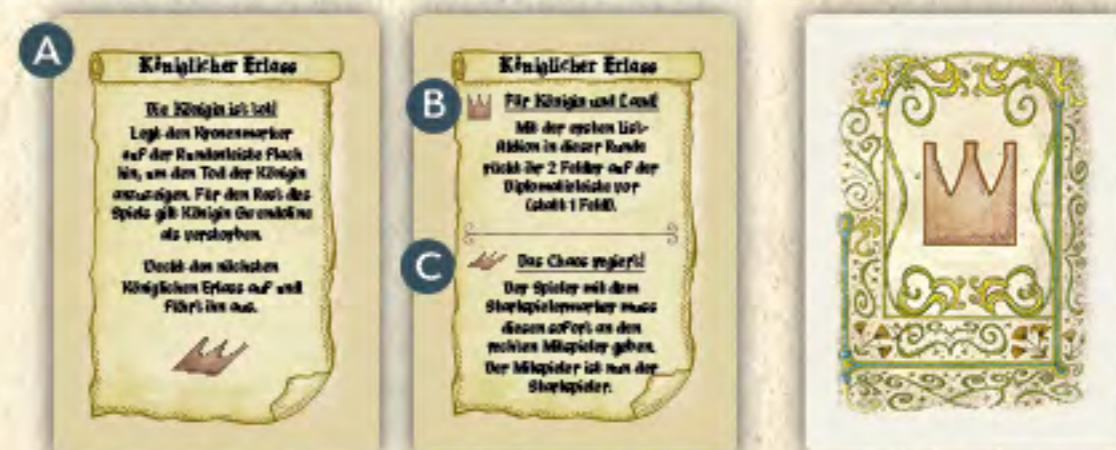 A
Königlicher Erlass
Die Königin ist tot!
Legt den Kronenmarker
auf der Rundenleiste flach
hin, um den Tod der Königin
anzuzeigen. Für den Rest des
Spiels gilt Königin Gwendoline
als verstorben.
Deckt den nächsten
Königlichen Erlass auf und
führt ihn aus.
Königlicher Erlass
B
Für Königin und Land!
Mit der ersten List-
Aktion in dieser Runde
rückt ihr 2 Felder auf der
Diplomatieleiste vor
(statt 1 Feld).
C
Das Chaos regiert!
Der Spieler mit dem
Startspielermarker muss
diesen sofort an den
rechten Mitspieler geben.
Der Mitspieler ist nun der
Startspieler.